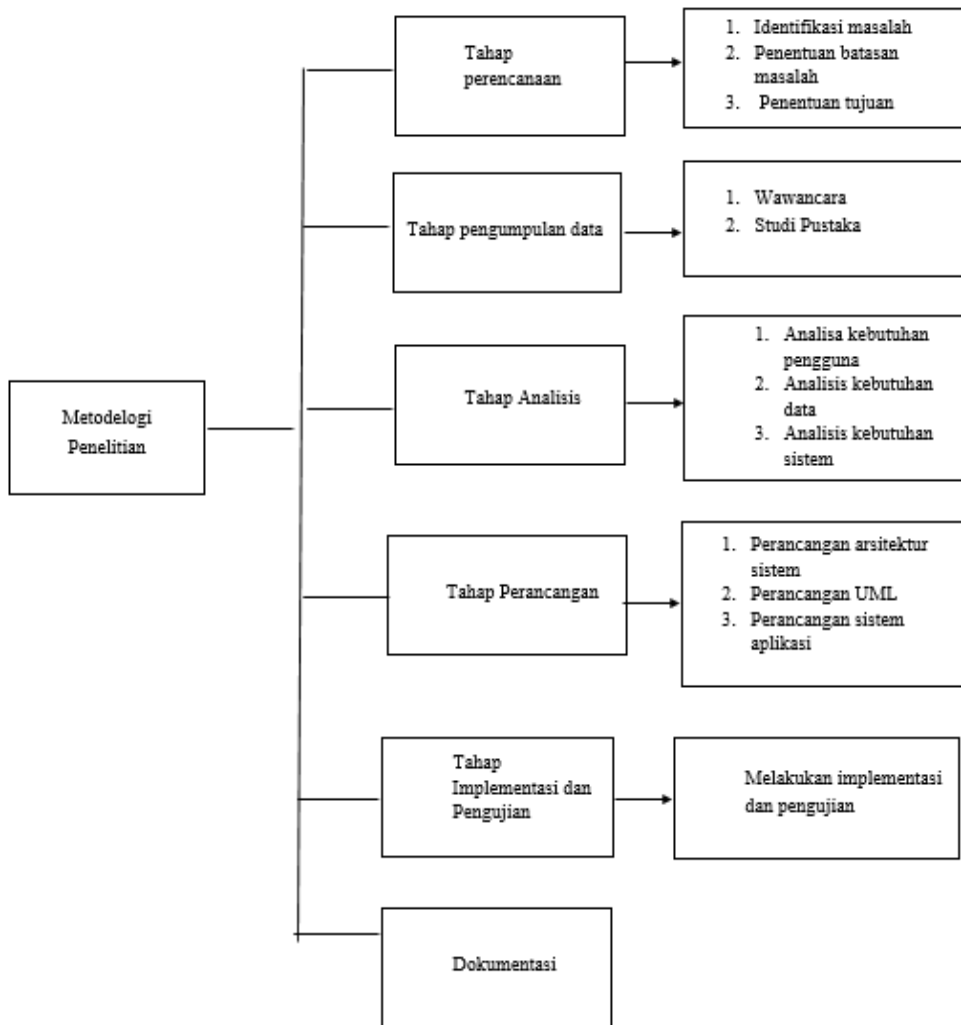 Tahap
perencanaan
1. Identifikasi masalah
2. Penentuan batasan
masalah
3. Penentuan tujuan
Tahap pengumpulan data
1. Wawancara
2. Studi Pustaka
Metodelogi
Penelitian
Tahap Analisis
1. Analisa kebutuhan
pengguna
2. Analisis kebutuhan
data
3. Analisis kebutuhan
sistem
Tahap Perancangan
1. Perancangan arsitektur
sistem
2. Perancangan UML
3. Perancangan sistem
aplikasi
Tahap
Implementasi dan
Pengujian
Melakukan implementasi
dan pengujian
Dokumentasi